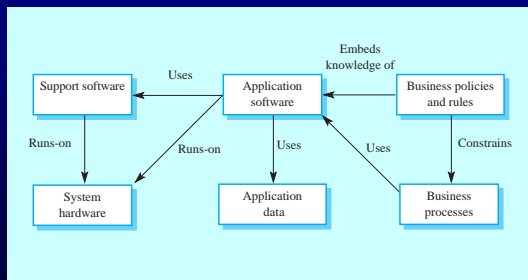 Embeds
knowledge of
Uses
Support software
Application
software
Business policies
and rules
Runs-on
Runs-on
Uses
Uses
Constrains
System
hardware
Application
data
Business
processes